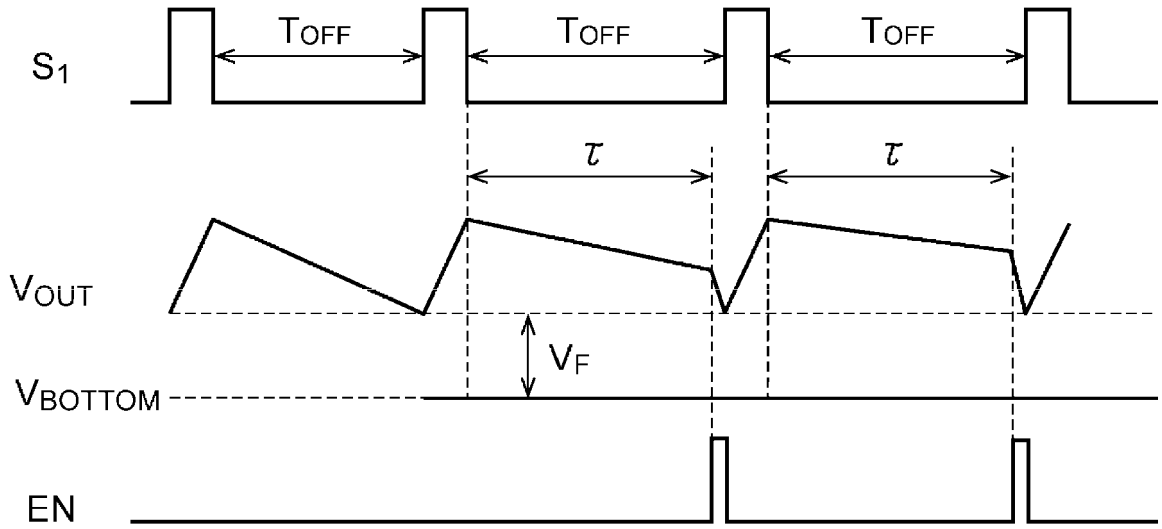 TOFF TOFF TOFF
S1
τ τ
VOUT
VF
VBOTTOM
EN